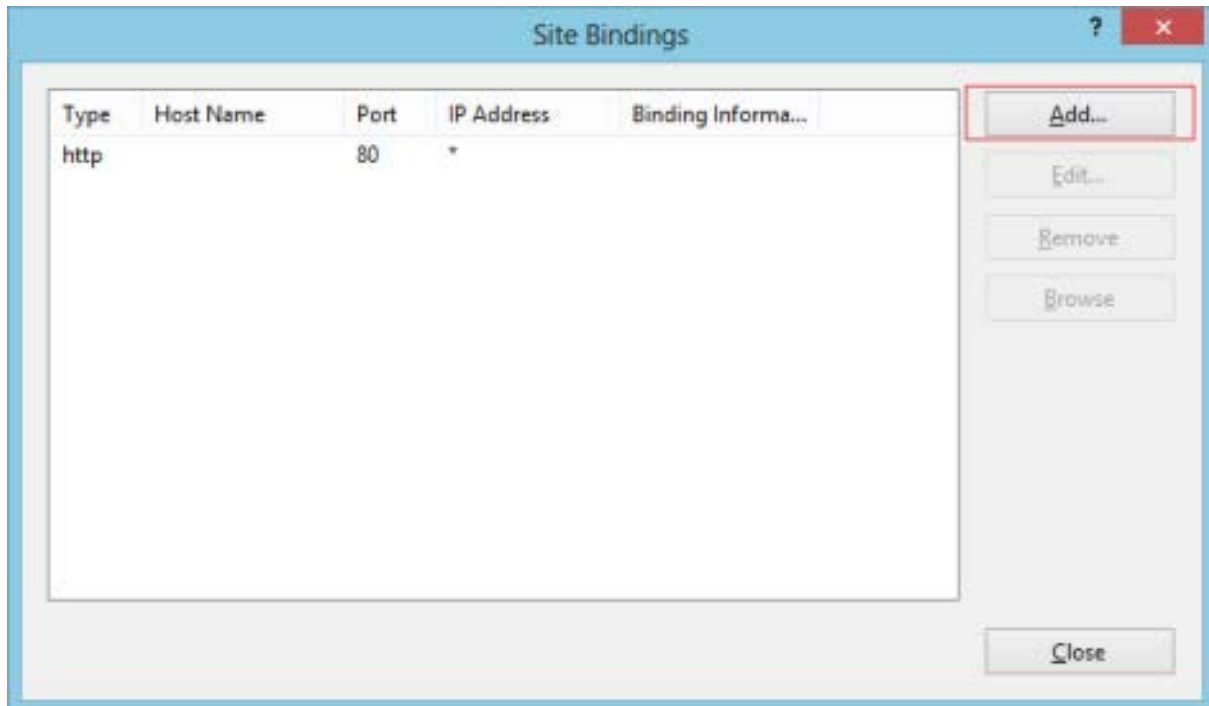 Site Bindings
?
Type Host Name Port IP Address Binding Informa...
http 80 *
Add...
Edit...
Remove
Browse
Close